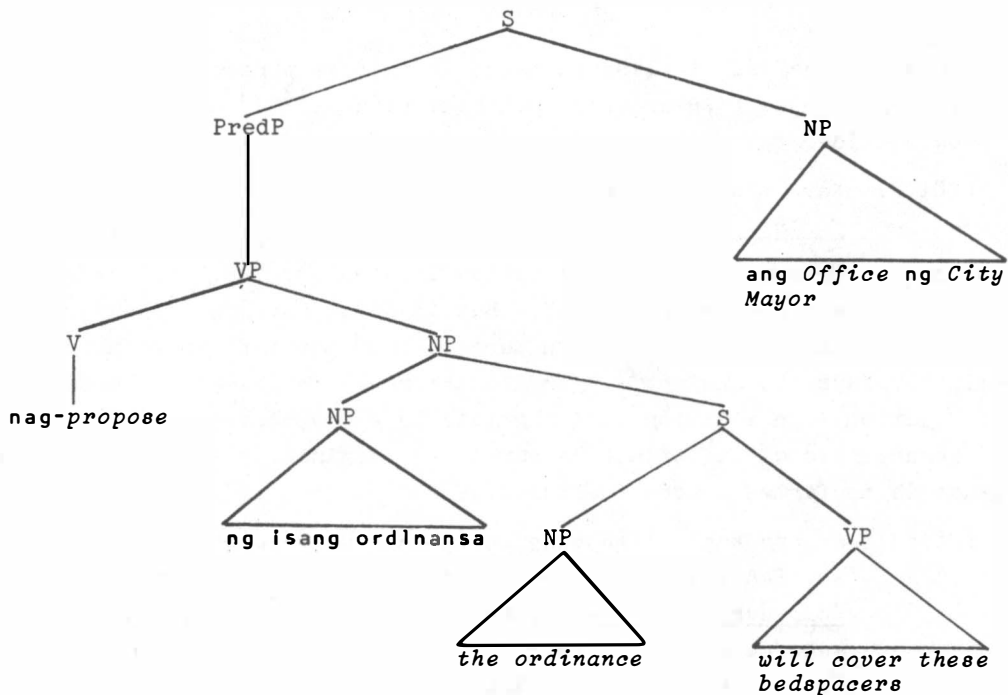 S
PredP NP
ang Office ng City
Mayor
VP
V NP
nag-propose
NP S
ng isang ordinansa
NP VP
the ordinance
will cover these
bedspacers